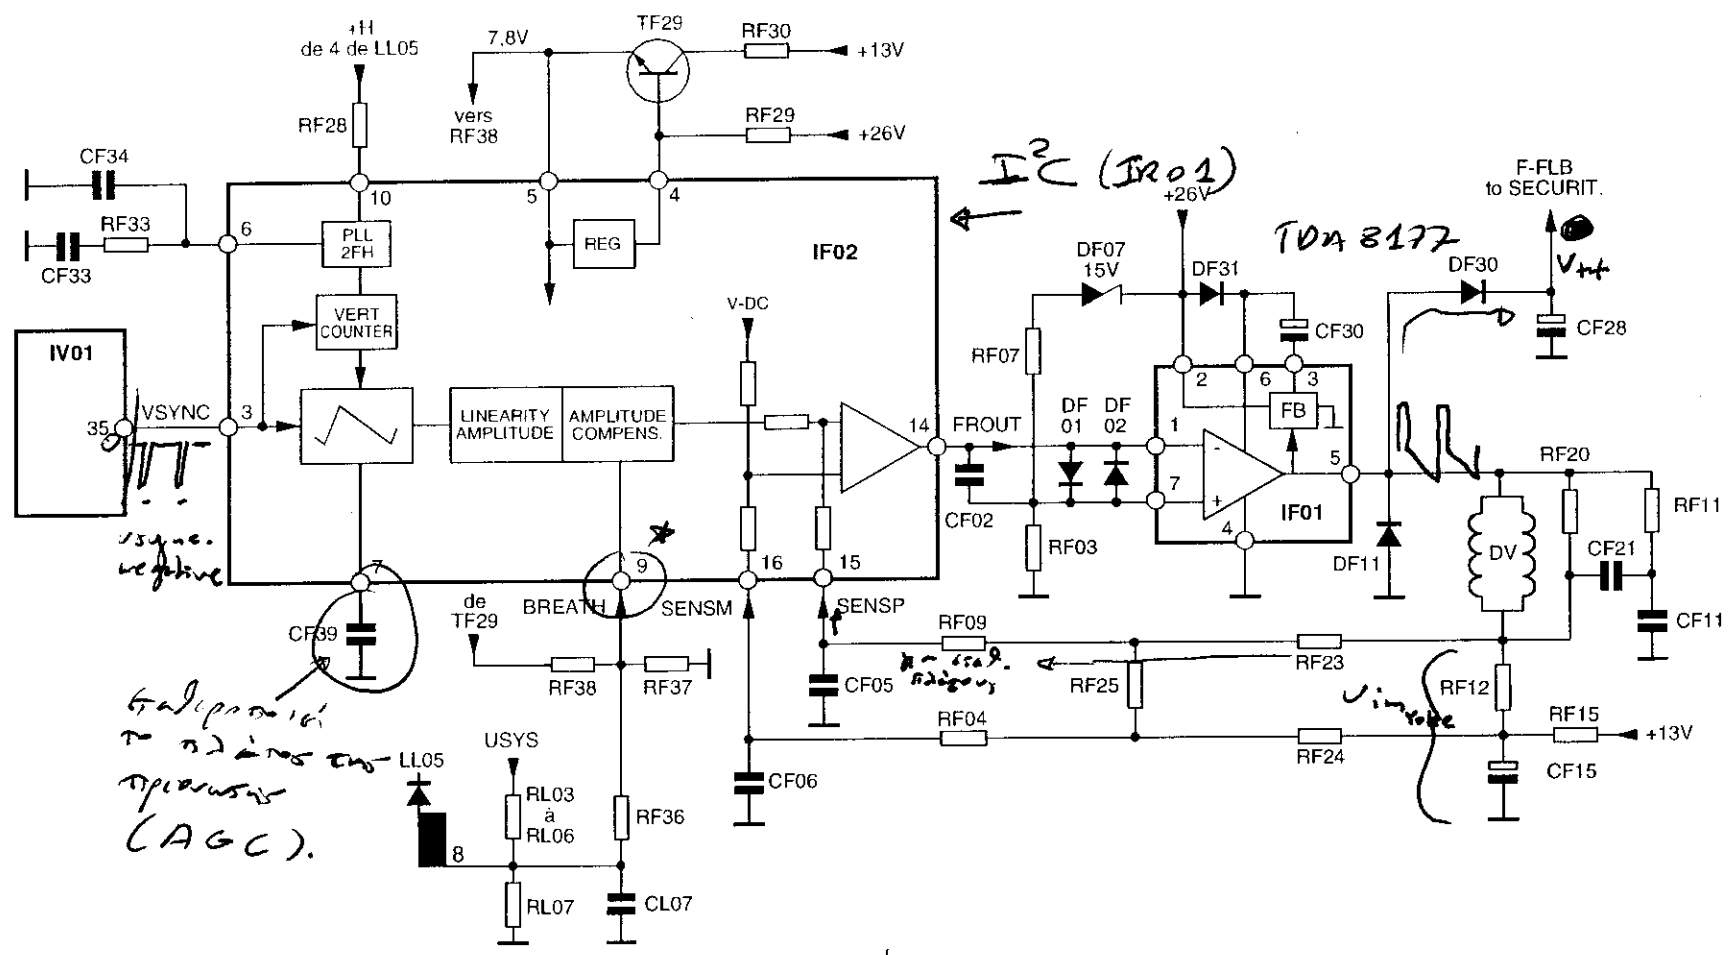 +H
de 4 de LL05
RF28
7,8V
vers
RF38
TF29
RF30
+13V
RF29
+26V
CF34
RF33
CF33
6
10
5
4
PLL
2FH
REG
IF02
I²C (IR01)
+26V
F-FLB
to SECURIT.
TDA 8177
DF07
15V
DF31
DF30
CF28
CF30
RF07
VERT
COUNTER
V-DC
IV01
35
VSYNC
3
LINEARITY
AMPLITUDE
AMPLITUDE
COMPENS.
14
FROUT
DF
01
DF
02
CF02
RF03
2
6
3
FB
1
7
-
+
4
5
IF01
DF11
RF20
RF11
CF21
CF11
DV
vsync.
negative
7
9
16
15
BREATH
SENSM
SENSP
CF39
de
TF29
RF38
RF37
CF05
RF09
RF23
RF25
RF12
V in yoke
RF04
RF24
RF15
+13V
CF15
CF06
(AGC).
USYS
LL05
RL03
à
RL06
RF36
8
RL07
CL07